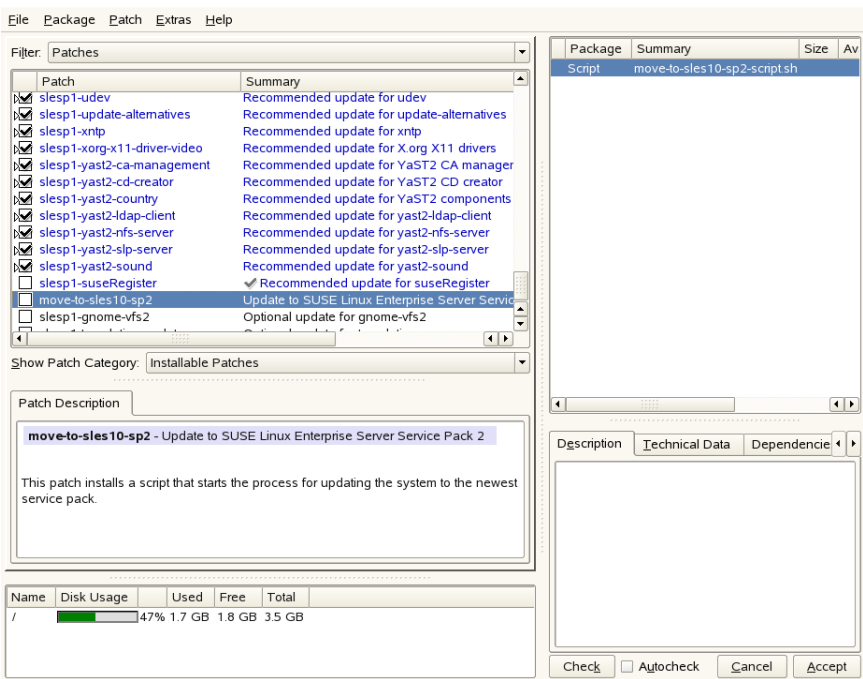 File Package Patch Extras Help
Filter: Patches
Patch Summary
slesp1-udev Recommended update for udev
slesp1-update-alternatives Recommended update for update-alternatives
slesp1-xntp Recommended update for xntp
slesp1-xorg-x11-driver-video Recommended update for X.org X11 drivers
slesp1-yast2-ca-management Recommended update for YaST2 CA manager
slesp1-yast2-cd-creator Recommended update for YaST2 CD creator
slesp1-yast2-country Recommended update for YaST2 components
slesp1-yast2-ldap-client Recommended update for yast2-ldap-client
slesp1-yast2-nfs-server Recommended update for yast2-nfs-server
slesp1-yast2-slp-server Recommended update for yast2-slp-server
slesp1-yast2-sound Recommended update for yast2-sound
slesp1-suseRegister Recommended update for suseRegister
move-to-sles10-sp2 Update to SUSE Linux Enterprise Server Servic
slesp1-gnome-vfs2 Optional update for gnome-vfs2
Show Patch Category: Installable Patches
Patch Description
move-to-sles10-sp2 - Update to SUSE Linux Enterprise Server Service Pack 2
This patch installs a script that starts the process for updating the system to the newest
service pack.
Name Disk Usage Used Free Total
/ 47% 1.7 GB 1.8 GB 3.5 GB
Package Summary Size Av
Script move-to-sles10-sp2-script.sh
Description Technical Data Dependencie
Check Autocheck Cancel Accept